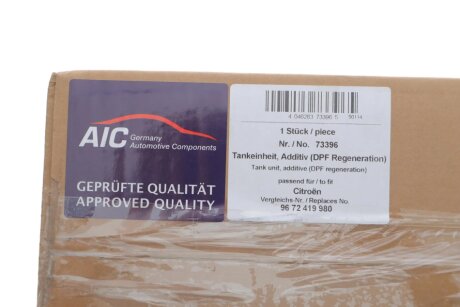 AIC Germany
Automotive Components
GEPRÜFTE QUALITÄT
APPROVED QUALITY
4 046263 73396 5 90114
1 Stück / piece
Nr. / No. 73396
Tankeinheit, Additiv (DPF Regeneration)
Tank unit, additive (DPF regeneration)
passend für / to fit
Citroën
Vergleichs Nr. / Replaces No.
96 72 419 980